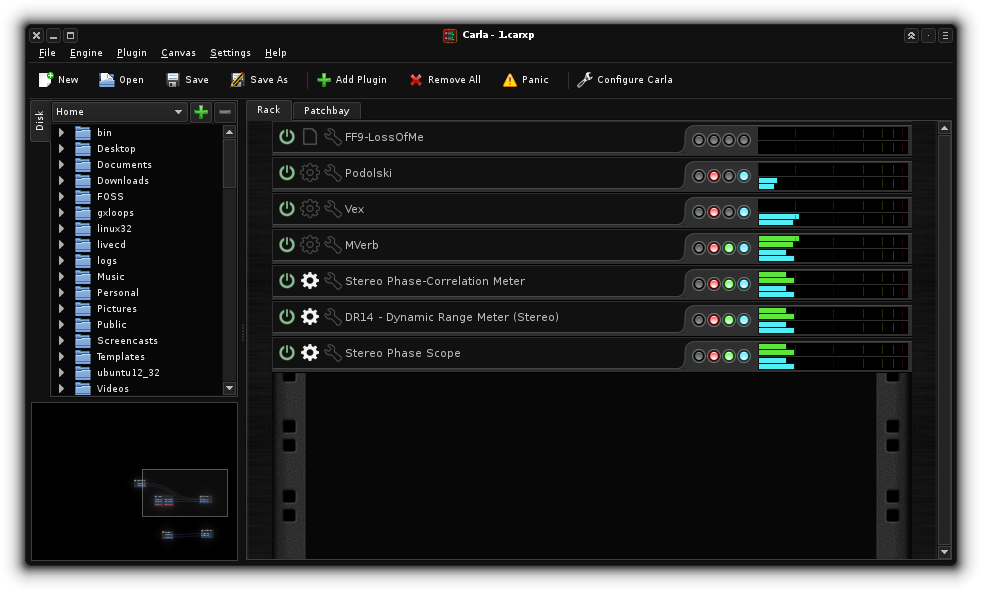 Carla - 1.carxp
File Engine Plugin Canvas Settings Help
New Open Save Save As Add Plugin Remove All Panic Configure Carla
Disk
Home
bin
Desktop
Documents
Downloads
FOSS
gxloops
linux32
livecd
logs
Music
Personal
Pictures
Public
Screencasts
Templates
ubuntu12_32
Videos
Rack Patchbay
FF9-LossOfMe
Podolski
Vex
MVerb
Stereo Phase-Correlation Meter
DR14 - Dynamic Range Meter (Stereo)
Stereo Phase Scope